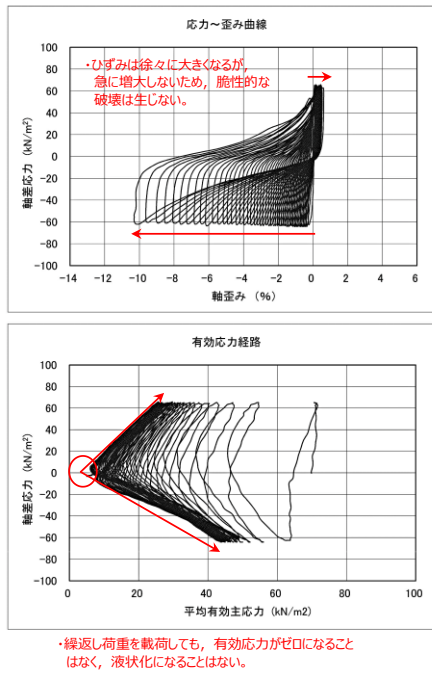 応力～歪み曲線
・ひずみは徐々に大きくなるが，
急に増大しないため，脆性的な
破壊は生じない。
軸差応力（kN/m²）
100
80
60
40
20
0
−20
−40
−60
−80
−100
−14 −12 −10 −8 −6 −4 −2 0 2 4 6
軸歪み（%）
有効応力経路
軸差応力（kN/m²）
100
80
60
40
20
0
−20
−40
−60
−80
−100
0 20 40 60 80 100
平均有効主応力（kN/m2）
・繰返し荷重を載荷しても，有効応力がゼロになること
はなく，液状化になることはない。